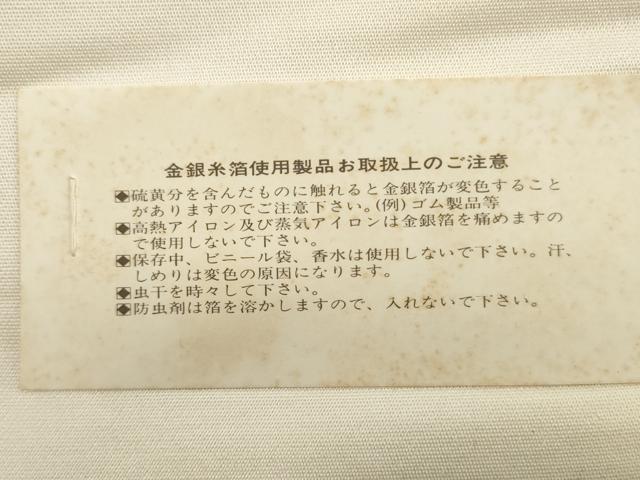 金銀糸箔使用製品お取扱上のご注意
◆硫黄分を含んだものに触れると金銀箔が変色すること
がありますのでご注意下さい。(例)ゴム製品等
◆高熱アイロン及び蒸気アイロンは金銀箔を痛めますの
で使用しないで下さい。
◆保存中、ビニール袋、香水は使用しないで下さい。汗、
しめりは変色の原因になります。
◆虫干を時々して下さい。
◆防虫剤は箔を溶かしますので、入れないで下さい。